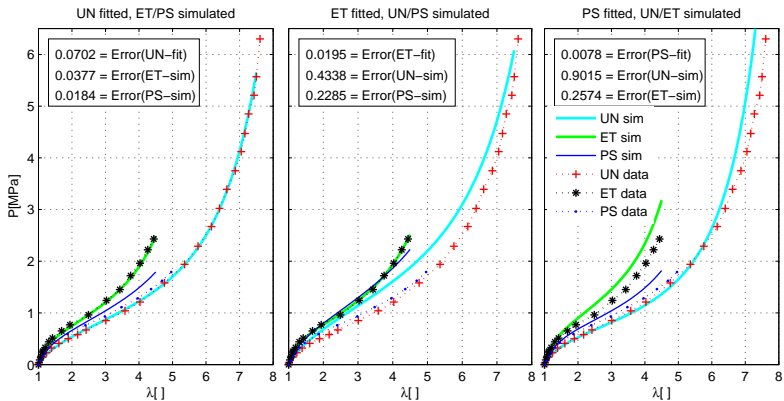 UN fitted, ET/PS simulated
0.0702 = Error(UN−fit)
0.0377 = Error(ET−sim)
0.0184 = Error(PS−sim)
P[MPa]
6
5
4
3
2
1
0
1 2 3 4 5 6 7 8
λ[ ]
ET fitted, UN/PS simulated
0.0195 = Error(ET−fit)
0.4338 = Error(UN−sim)
0.2285 = Error(PS−sim)
1 2 3 4 5 6 7 8
λ[ ]
PS fitted, UN/ET simulated
0.0078 = Error(PS−fit)
0.9015 = Error(UN−sim)
0.2574 = Error(ET−sim)
UN sim
ET sim
PS sim
UN data
ET data
PS data
1 2 3 4 5 6 7 8
λ[ ]